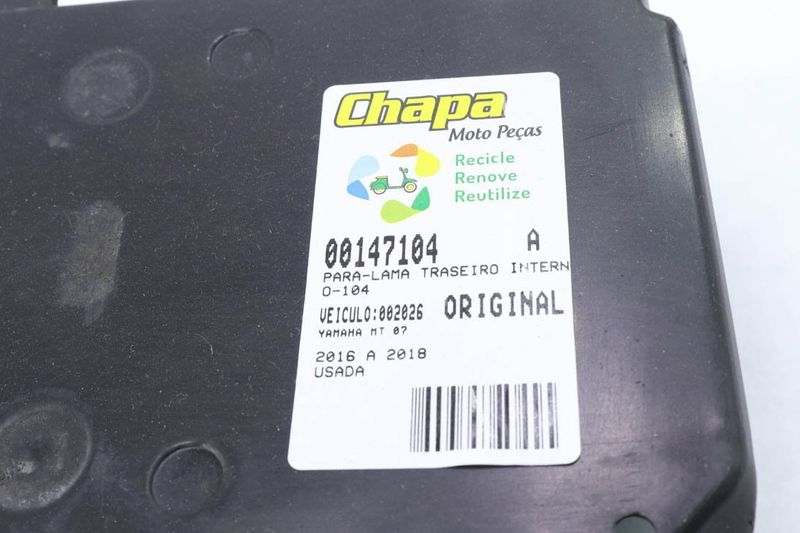 Chapa
Moto Peças
Recicle
Renove
Reutilize
00147104 A
PARA-LAMA TRASEIRO INTERN
O-104
VEICULO:002026 ORIGINAL
YAMAHA MT 07
2016 A 2018
USADA